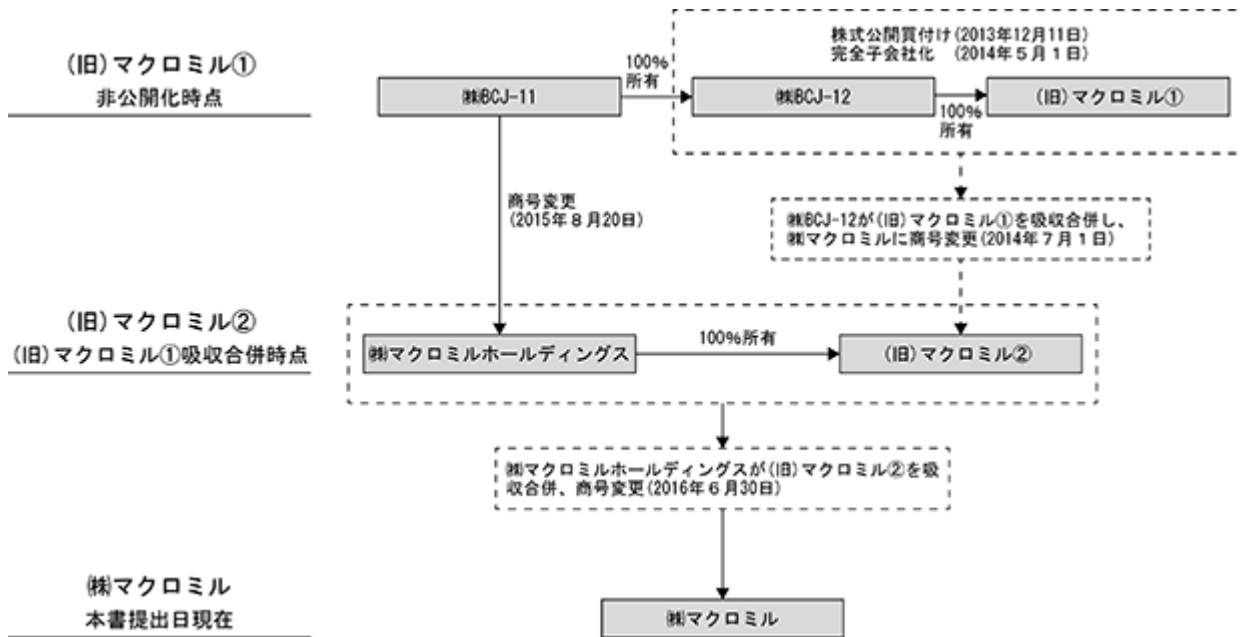 (旧)マクロミル①
非公開化時点
株式公開買付け(2013年12月11日)
完全子会社化 (2014年5月1日)
㈱BCJ-11
100%
所有
㈱BCJ-12
100%
所有
(旧)マクロミル①
商号変更
(2015年8月20日)
㈱BCJ-12が(旧)マクロミル①を吸収合併し、
㈱マクロミルに商号変更(2014年7月1日)
(旧)マクロミル②
(旧)マクロミル①吸収合併時点
㈱マクロミルホールディングス
100%所有
(旧)マクロミル②
㈱マクロミルホールディングスが(旧)マクロミル②を吸
収合併、商号変更(2016年6月30日)
㈱マクロミル
本書提出日現在
㈱マクロミル